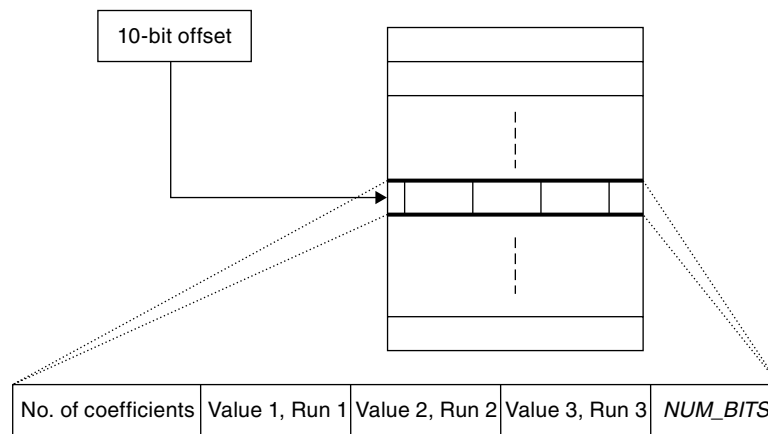 10-bit offset
No. of coefficients Value 1, Run 1 Value 2, Run 2 Value 3, Run 3 NUM_BITS